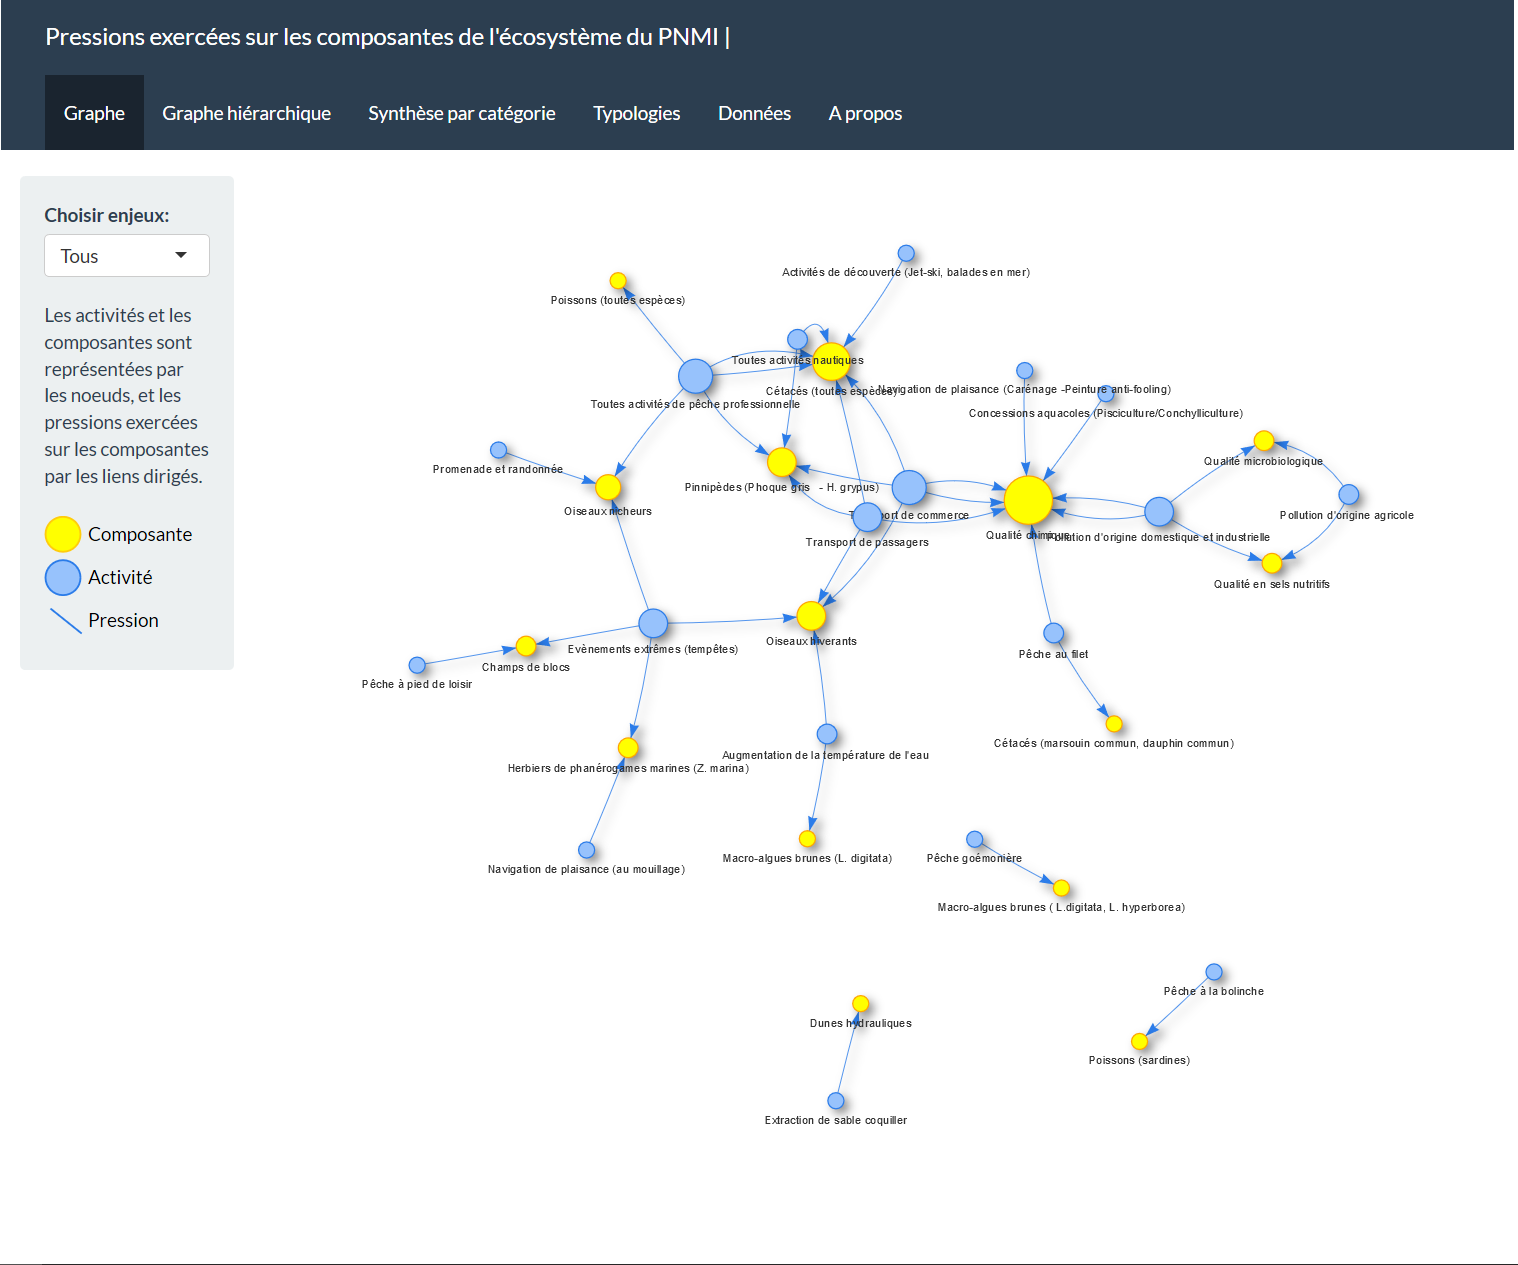 Pressions exercées sur les composantes de l'écosystème du PNMI |
Graphe
Graphe hiérarchique
Synthèse par catégorie
Typologies
Données
A propos
Choisir enjeux:
Tous
Les activités et les
composantes sont
représentées par
les noeuds, et les
pressions exercées
sur les composantes
par les liens dirigés.
Composante
Activité
Pression
Activités de découverte (Jet-ski, balades en mer)
Poissons (toutes espèces)
Toutes activités nautiques
Cétacés (toutes espèces)
Navigation de plaisance (Carénage -Peinture anti-fooling)
Toutes activités de pêche professionnelle
Concessions aquacoles (Pisciculture/Conchylliculture)
Promenade et randonnée
Qualité microbiologique
Pinnipèdes (Phoque gris - H. grypus)
Oiseaux nicheurs
Transport de commerce
Pollution d'origine agricole
Qualité chimique
Pollution d'origine domestique et industrielle
Transport de passagers
Qualité en sels nutritifs
Oiseaux hiverants
Evènements extrêmes (tempêtes)
Pêche au filet
Champs de blocs
Pêche à pied de loisir
Cétacés (marsouin commun, dauphin commun)
Augmentation de la température de l'eau
Herbiers de phanérogames marines (Z. marina)
Macro-algues brunes (L. digitata)
Pêche goémonière
Navigation de plaisance (au mouillage)
Macro-algues brunes ( L.digitata, L. hyperborea)
Pêche à la bolinche
Dunes hydrauliques
Poissons (sardines)
Extraction de sable coquiller